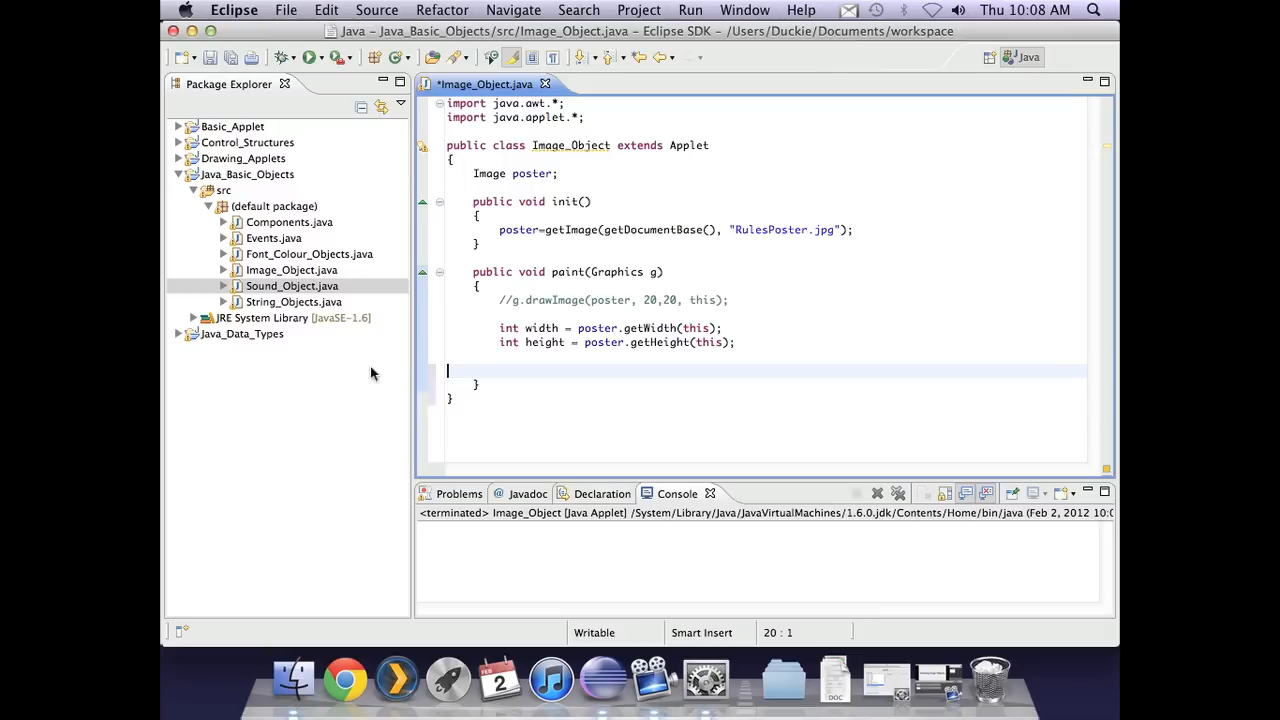 Eclipse File Edit Source Refactor Navigate Search Project Run Window Help Thu 10:08 AM
Java – Java_Basic_Objects/src/Image_Object.java – Eclipse SDK – /Users/Duckie/Documents/workspace
Java
Package Explorer
*Image_Object.java
Basic_Applet
Control_Structures
Drawing_Applets
Java_Basic_Objects
src
(default package)
Components.java
Events.java
Font_Colour_Objects.java
Image_Object.java
Sound_Object.java
String_Objects.java
JRE System Library [JavaSE-1.6]
Java_Data_Types
import java.awt.*;
import java.applet.*;
public class Image_Object extends Applet
{
Image poster;
public void init()
{
poster=getImage(getDocumentBase(), "RulesPoster.jpg");
}
public void paint(Graphics g)
{
//g.drawImage(poster, 20,20, this);
int width = poster.getWidth(this);
int height = poster.getHeight(this);
}
}
Problems @ Javadoc Declaration Console
<terminated> Image_Object [Java Applet] /System/Library/Java/JavaVirtualMachines/1.6.0.jdk/Contents/Home/bin/java (Feb 2, 2012 10:0
Writable Smart Insert 20 : 1
FEB
2
DOC